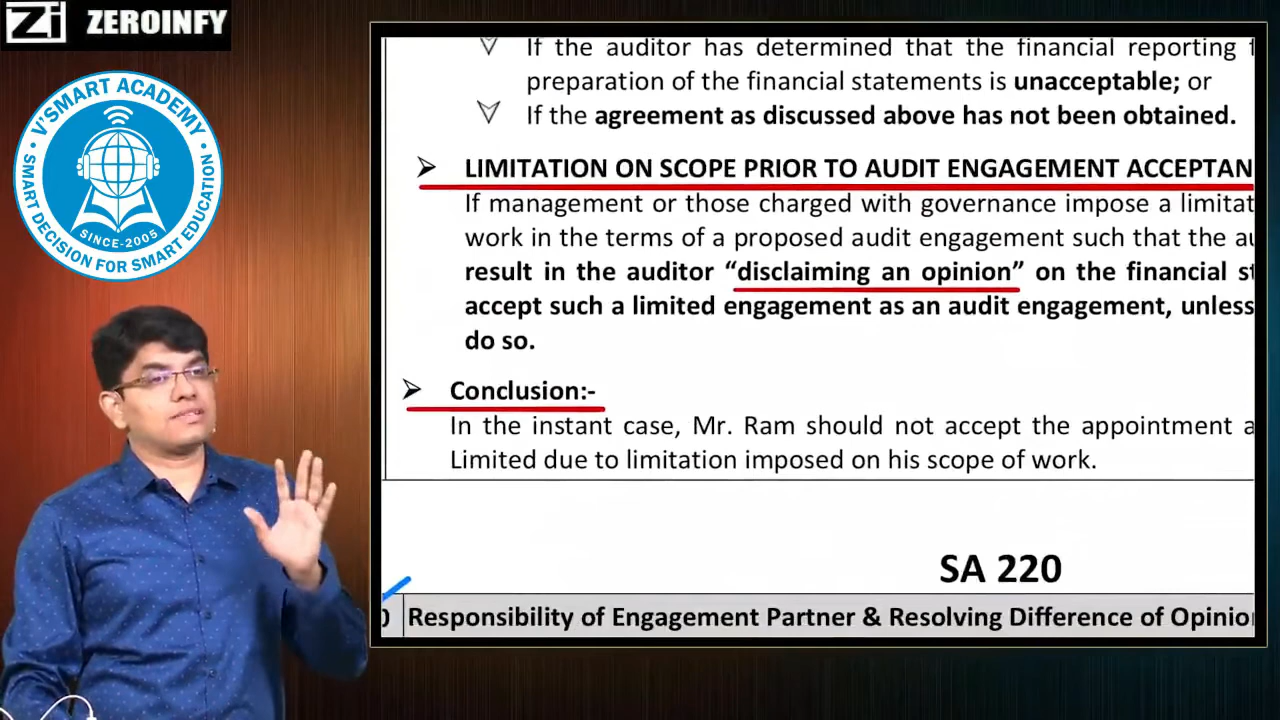 Zi ZEROINFY
V'SMART ACADEMY
SMART DECISION FOR SMART EDUCATION
SINCE-2005
If the auditor has determined that the financial reporting
preparation of the financial statements is unacceptable; or
If the agreement as discussed above has not been obtained.
LIMITATION ON SCOPE PRIOR TO AUDIT ENGAGEMENT ACCEPTAN
If management or those charged with governance impose a limitat
work in the terms of a proposed audit engagement such that the au
result in the auditor “disclaiming an opinion” on the financial st
accept such a limited engagement as an audit engagement, unless
do so.
Conclusion:-
In the instant case, Mr. Ram should not accept the appointment a
Limited due to limitation imposed on his scope of work.
SA 220
Responsibility of Engagement Partner & Resolving Difference of Opinio